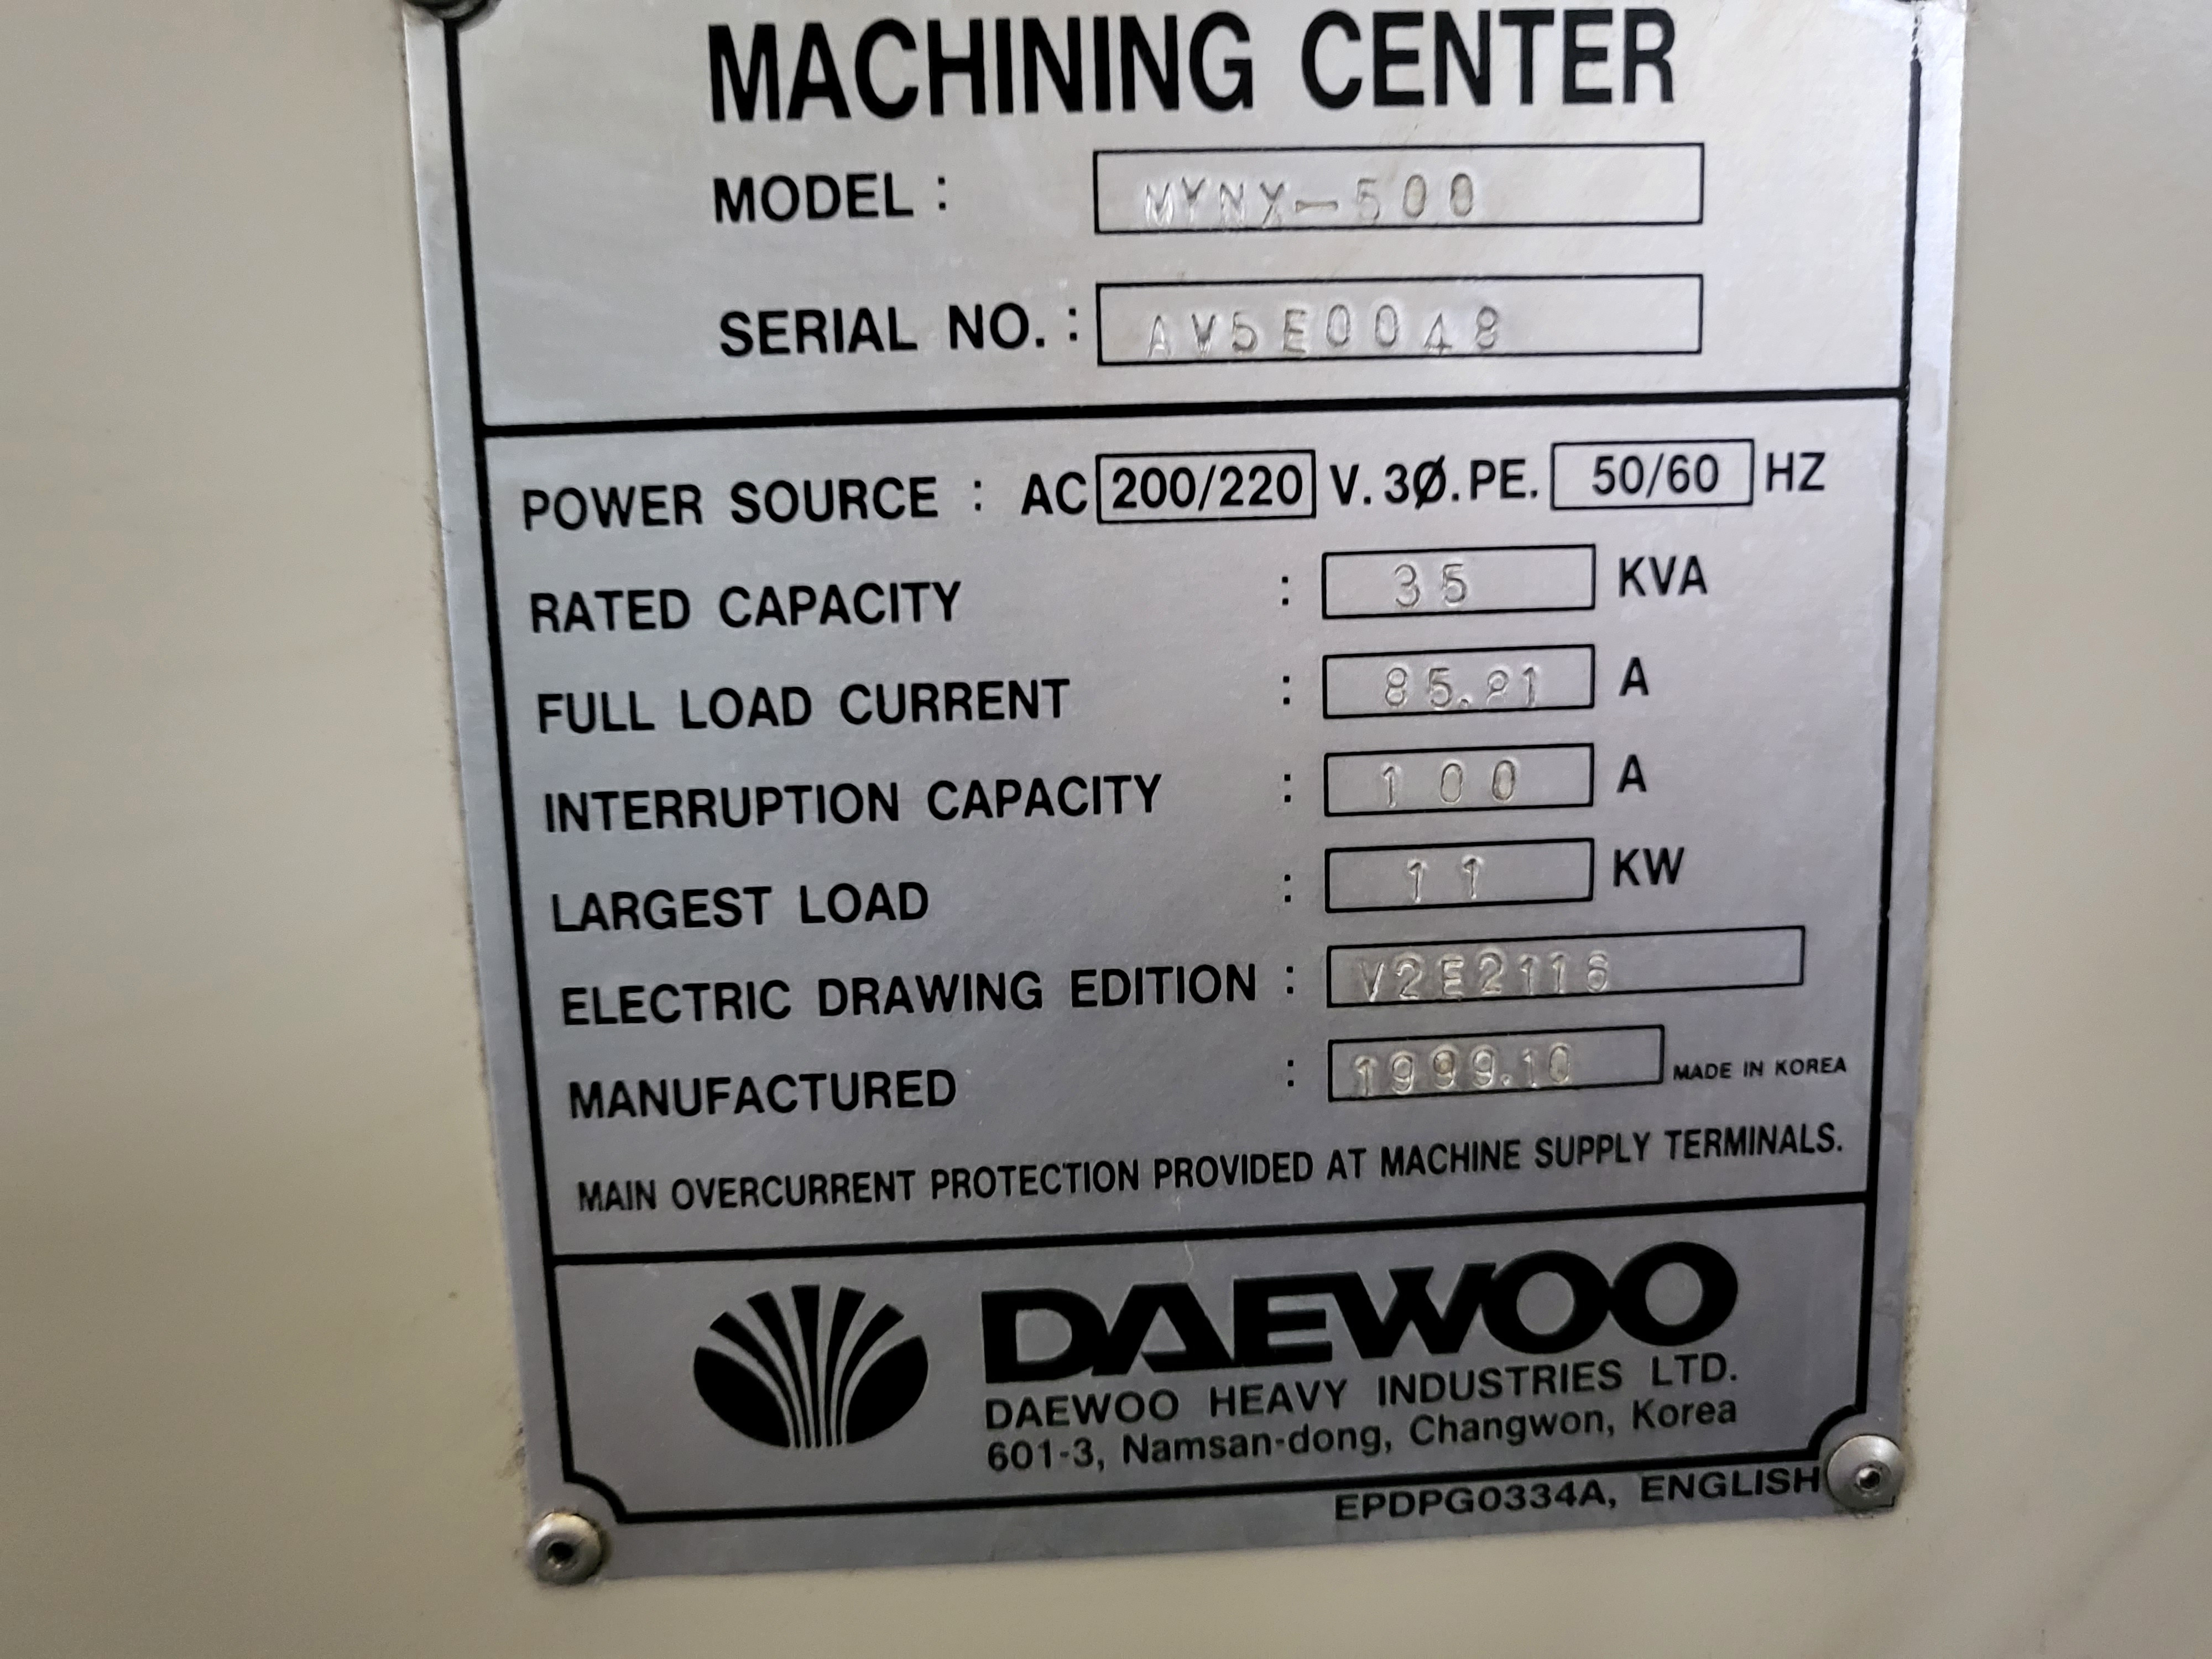 MACHINING CENTER
MODEL : MYNX-500
SERIAL NO. : AV5E0048
POWER SOURCE : AC 200/220 V. 3Ø. PE. 50/60 HZ
RATED CAPACITY : 35 KVA
FULL LOAD CURRENT : 85.21 A
INTERRUPTION CAPACITY : 100 A
LARGEST LOAD : 11 KW
ELECTRIC DRAWING EDITION : V2E2116
MANUFACTURED : 1999.10 MADE IN KOREA
MAIN OVERCURRENT PROTECTION PROVIDED AT MACHINE SUPPLY TERMINALS.
DAEWOO
DAEWOO HEAVY INDUSTRIES LTD.
601-3, Namsan-dong, Changwon, Korea
EPDPG0334A, ENGLISH